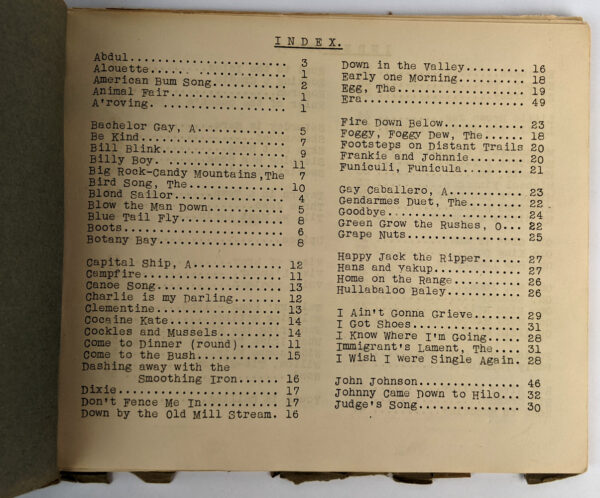 INDEX.
Abdul....................... 3
Alouette.................... 1
American Bum Song........... 2
Animal Fair................. 1
A'roving. .................. 1
Bachelor Gay, A............. 5
Be Kind..................... 7
Bill Blink.................. 9
Billy Boy. ................. 11
Big Rock-Candy Mountains,The 7
Bird Song, The.............. 10
Blond Sailor................ 4
Blow the Man Down........... 5
Blue Tail Fly............... 8
Boots....................... 6
Botany Bay.................. 8
Capital Ship, A............. 12
Campfire.................... 11
Canoe Song.................. 13
Charlie is my Darling....... 12
Clementine.................. 13
Cocaine Kate................ 14
Cockles and Mussels......... 14
Come to Dinner (round)...... 11
Come to the Bush............ 15
Dashing away with the
Smoothing Iron...... 16
Dixie....................... 17
Don't Fence Me In........... 17
Down by the Old Mill Stream. 16
Down in the Valley......... 16
Early one Morning.......... 18
Egg, The................... 19
Era........................ 49
Fire Down Below............ 23
Foggy, Foggy Dew, The...... 18
Footsteps on Distant Trails 20
Frankie and Johnnie........ 20
Funiculi, Funicula......... 21
Gay Caballero, A........... 23
Gendarmes Duet, The........ 22
Goodbye.................... 24
Green Grow the Rushes, O... 22
Grape Nuts................. 25
Happy Jack the Ripper...... 27
Hans and Yakup............. 27
Home on the Range.......... 26
Hullabaloo Baley........... 26
I Ain't Gonna Grieve....... 29
I Got Shoes................ 31
I Know Where I'm Going..... 28
Immigrant's Lament, The.... 31
I Wish I were Single Again. 28
John Johnson............... 46
Johnny Came Down to Hilo... 32
Judge's Song............... 30